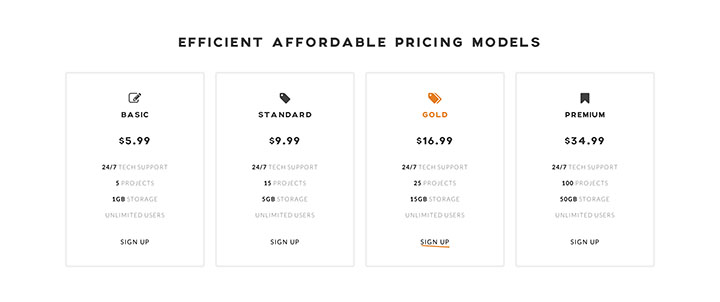 EFFICIENT AFFORDABLE PRICING MODELS
BASIC
$5.99
24/7 TECH SUPPORT
5 PROJECTS
1GB STORAGE
UNLIMITED USERS
SIGN UP
STANDARD
$9.99
24/7 TECH SUPPORT
15 PROJECTS
5GB STORAGE
UNLIMITED USERS
SIGN UP
GOLD
$16.99
24/7 TECH SUPPORT
25 PROJECTS
15GB STORAGE
UNLIMITED USERS
SIGN UP
PREMIUM
$34.99
24/7 TECH SUPPORT
100 PROJECTS
50GB STORAGE
UNLIMITED USERS
SIGN UP